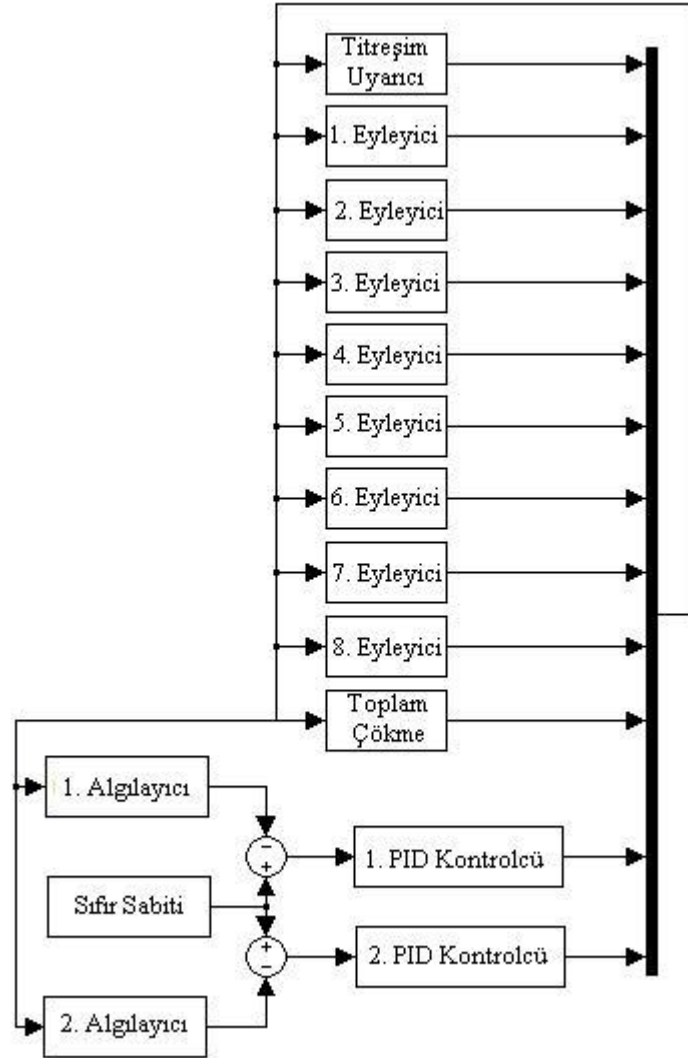 Titreşim
Uyarıcı
1. Eyleyici
2. Eyleyici
3. Eyleyici
4. Eyleyici
5. Eyleyici
6. Eyleyici
7. Eyleyici
8. Eyleyici
Toplam
Çökme
1. Algılayıcı
−
+
1. PID Kontrolcü
Sıfır Sabiti
+
−
2. PID Kontrolcü
2. Algılayıcı